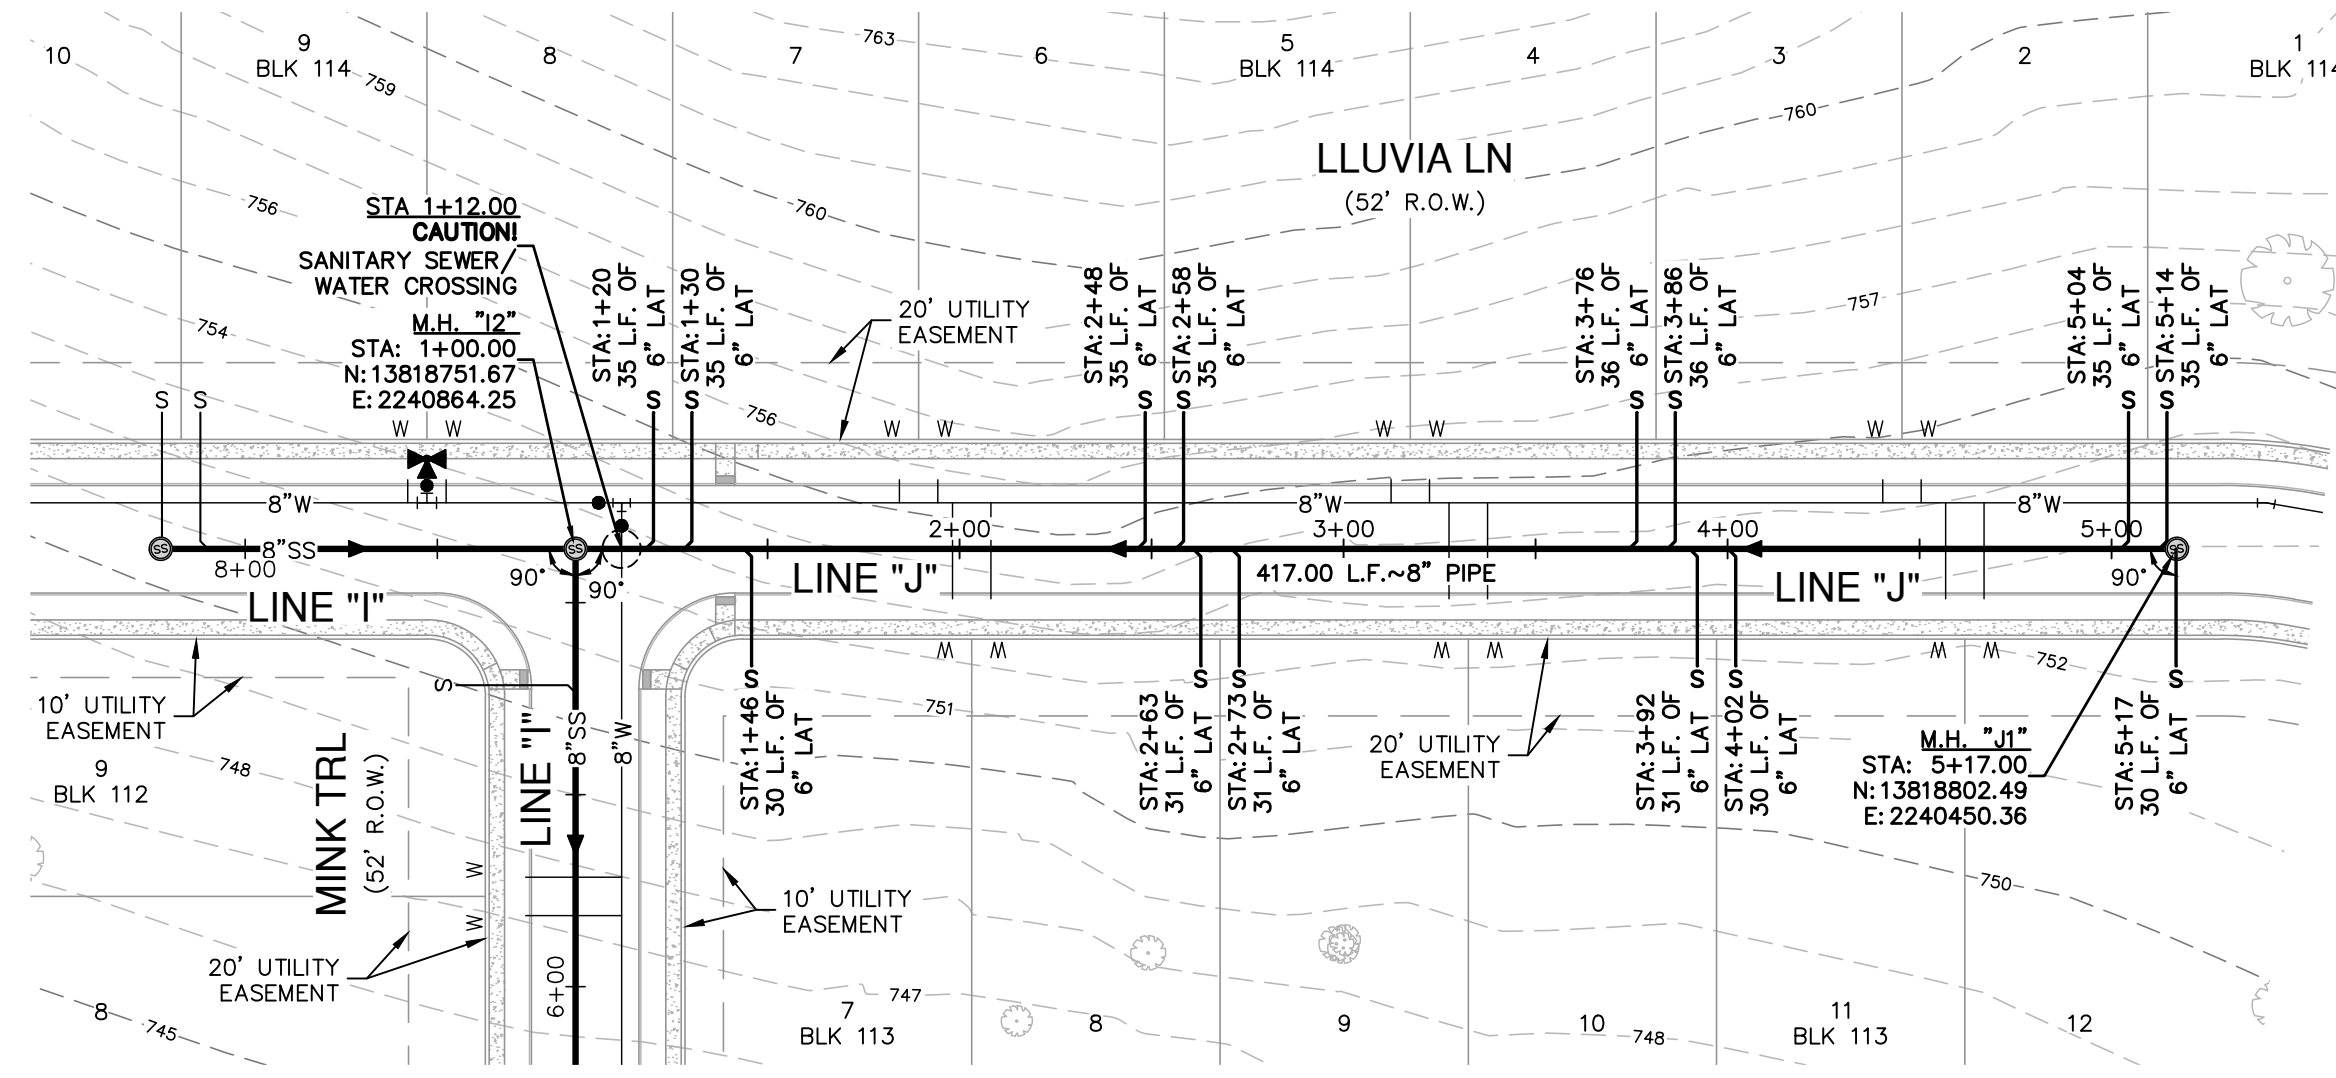 10
9
BLK 114
8
7
763
6
5
BLK 114
4
3
2
1
BLK 114
759
760
LLUVIA LN
(52' R.O.W.)
756
760
STA 1+12.00
CAUTION!
SANITARY SEWER/
WATER CROSSING
M.H. "I2"
STA: 1+00.00
N:13818751.67
E: 2240864.25
754
STA:1+20
35 L.F. OF
6" LAT
STA:1+30
35 L.F. OF
6" LAT
20' UTILITY
EASEMENT
STA:2+48
35 L.F. OF
6" LAT
STA:2+58
35 L.F. OF
6" LAT
STA:3+76
36 L.F. OF
6" LAT
STA:3+86
36 L.F. OF
6" LAT
757
STA:5+04
35 L.F. OF
6" LAT
STA:5+14
35 L.F. OF
6" LAT
S S
S S
S S
S S
S S
756
W W
W W
W W
W W
8"W
8"W
8"W
2+00
3+00
4+00
5+00
SS
8"SS
SS
SS
8+00
90°
90°
LINE "J"
417.00 L.F.~8" PIPE
LINE "J"
90°
LINE "I"
W W
W W
W W
752
S
S
S S
S S
S
10' UTILITY
EASEMENT
751
STA:1+46
30 L.F. OF
6" LAT
STA:2+63
31 L.F. OF
6" LAT
STA:2+73
31 L.F. OF
6" LAT
20' UTILITY
EASEMENT
STA:3+92
31 L.F. OF
6" LAT
STA:4+02
30 L.F. OF
6" LAT
M.H. "J1"
STA: 5+17.00
N:13818802.49
E: 2240450.36
STA:5+17
30 L.F. OF
6" LAT
748
9
BLK 112
MINK TRL
(52' R.O.W.)
LINE "I"
8"SS
8"W
W
W
10' UTILITY
EASEMENT
750
20' UTILITY
EASEMENT
6+00
8
745
747
7
BLK 113
8
9
10
748
11
BLK 113
12